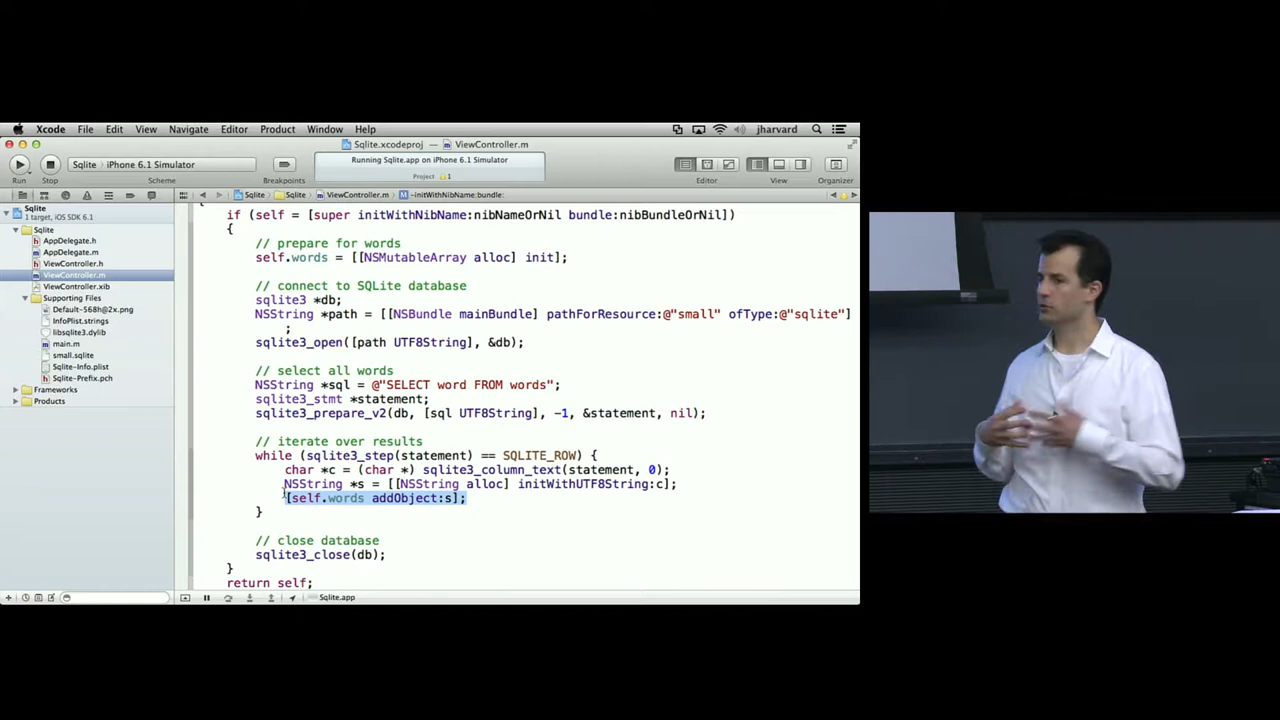 Xcode File Edit View Navigate Editor Product Window Help jharvard
Sqlite.xcodeproj — ViewController.m
Sqlite iPhone 6.1 Simulator
Running Sqlite.app on iPhone 6.1 Simulator
Project 1
Run Stop Scheme Breakpoints Editor View Organizer
Sqlite Sqlite ViewController.m -initWithNibName:bundle:
Sqlite
1 target, iOS SDK 6.1
Sqlite
AppDelegate.h
AppDelegate.m
ViewController.h
ViewController.m
ViewController.xib
Supporting Files
Default-568h@2x.png
InfoPlist.strings
libsqlite3.dylib
main.m
small.sqlite
Sqlite-Info.plist
Sqlite-Prefix.pch
Frameworks
Products
if (self = [super initWithNibName:nibNameOrNil bundle:nibBundleOrNil])
{
// prepare for words
self.words = [[NSMutableArray alloc] init];
// connect to SQLite database
sqlite3 *db;
NSString *path = [[NSBundle mainBundle] pathForResource:@"small" ofType:@"sqlite"]
;
sqlite3_open([path UTF8String], &db);
// select all words
NSString *sql = @"SELECT word FROM words";
sqlite3_stmt *statement;
sqlite3_prepare_v2(db, [sql UTF8String], -1, &statement, nil);
// iterate over results
while (sqlite3_step(statement) == SQLITE_ROW) {
char *c = (char *) sqlite3_column_text(statement, 0);
NSString *s = [[NSString alloc] initWithUTF8String:c];
[self.words addObject:s];
}
// close database
sqlite3_close(db);
}
return self;
Sqlite.app